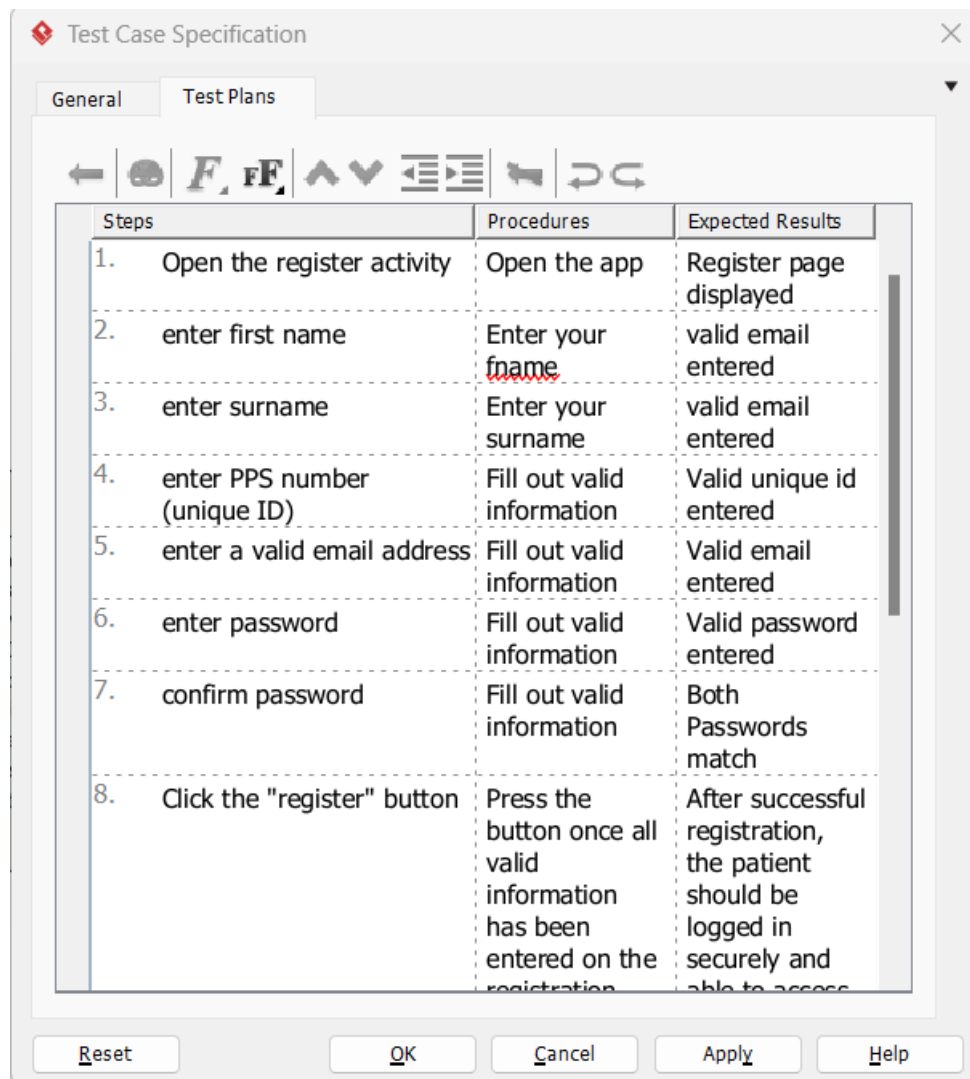 Test Case Specification
General
Test Plans
Steps
Procedures
Expected Results
1.
Open the register activity
Open the app
Register page
displayed
2.
enter first name
Enter your
fname
valid email
entered
3.
enter surname
Enter your
surname
valid email
entered
4.
enter PPS number
(unique ID)
Fill out valid
information
Valid unique id
entered
5.
enter a valid email address
Fill out valid
information
Valid email
entered
6.
enter password
Fill out valid
information
Valid password
entered
7.
confirm password
Fill out valid
information
Both
Passwords
match
8.
Click the "register" button
Press the
button once all
valid
information
has been
entered on the
registration
After successful
registration,
the patient
should be
logged in
securely and
able to access
Reset
OK
Cancel
Apply
Help